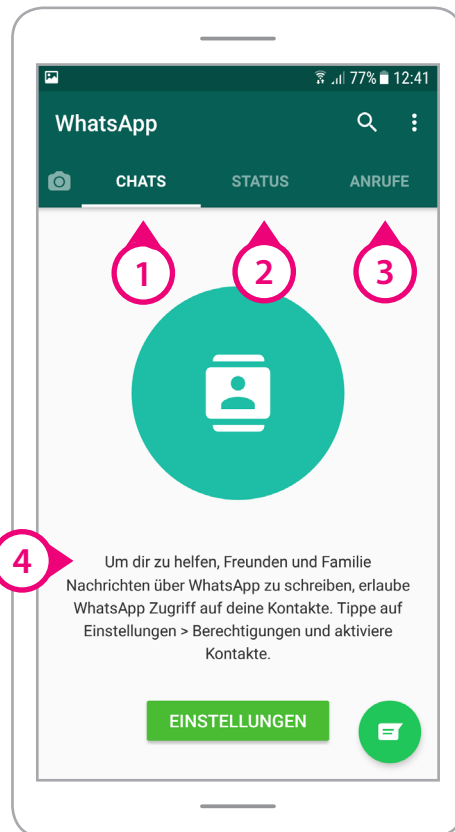 77% 12:41
WhatsApp
CHATS STATUS ANRUFE
1 2 3
4
Um dir zu helfen, Freunden und Familie
Nachrichten über WhatsApp zu schreiben, erlaube
WhatsApp Zugriff auf deine Kontakte. Tippe auf
Einstellungen > Berechtigungen und aktiviere
Kontakte.
EINSTELLUNGEN